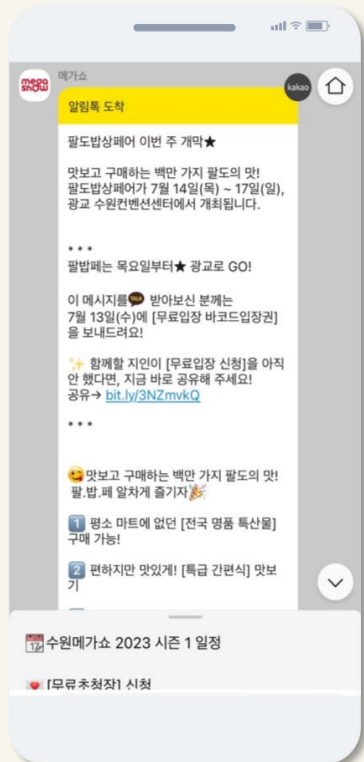 mega
show
메가쇼
kakao
알림톡 도착
팔도밥상페어 이번 주 개막★
맛보고 구매하는 백만 가지 팔도의 맛!
팔도밥상페어가 7월 14일(목) ~ 17일(일),
광교 수원컨벤션센터에서 개최됩니다.
* * *
팔밥페는 목요일부터★ 광교로 GO!
이 메시지를 TALK 받아보신 분께는
7월 13일(수)에 [무료입장 바코드입장권]
을 보내드려요!
✨ 함께할 지인이 [무료입장 신청]을 아직
안 했다면, 지금 바로 공유해 주세요!
공유→ bit.ly/3NZmvkQ
* * *
😋 맛보고 구매하는 백만 가지 팔도의 맛!
팔.밥.페 알차게 즐기자🎉
1️⃣ 평소 마트에 없던 [전국 명품 특산물]
구매 가능!
2️⃣ 편하지만 맛있게! [특급 간편식] 맛보
기
📅수원메가쇼 2023 시즌 1 일정
💌 [무료초청장] 신청